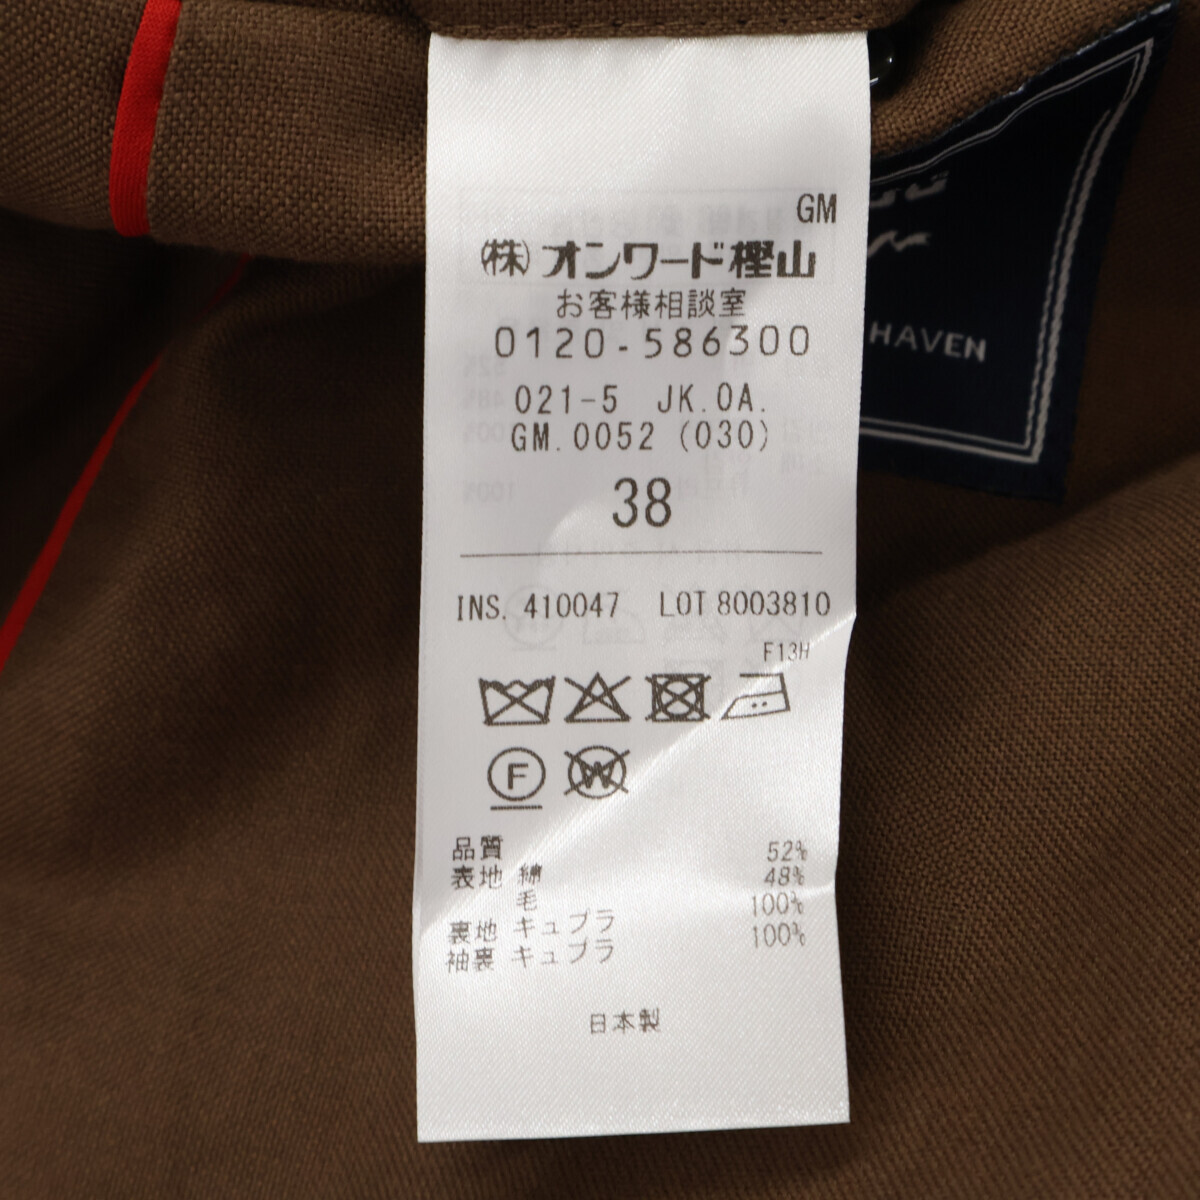 GM
㈱オンワード樫山
お客様相談室
0120-586300
021-5 JK.OA.
GM.0052 (030)
38
INS. 410047 LOT 8003810
F13H
F W
品質
表地 綿 52%
毛 48%
裏地 キュプラ 100%
袖裏 キュプラ 100%
日本製
HAVEN